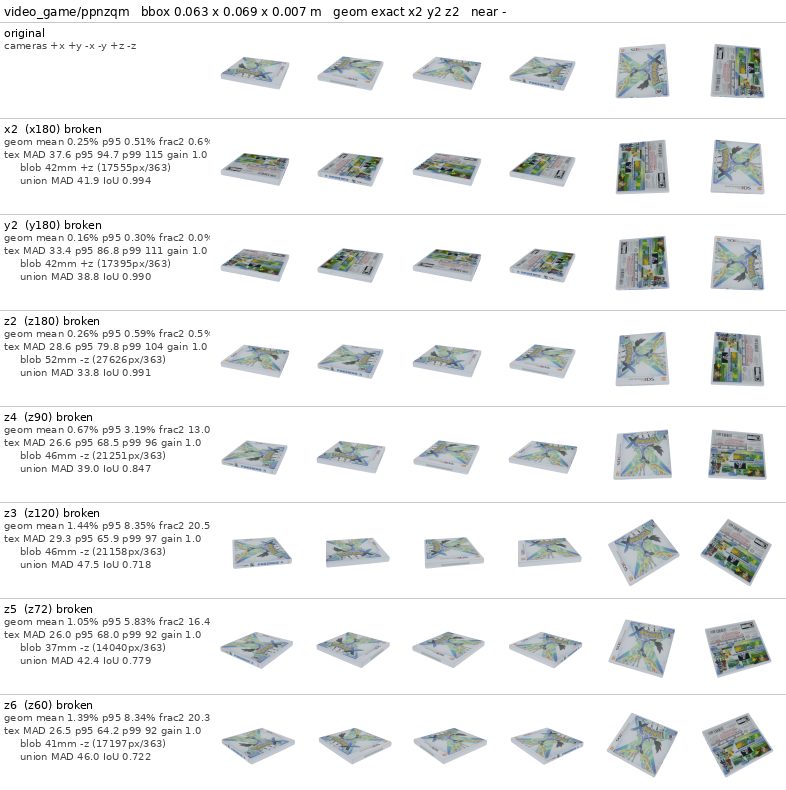 video_game/ppnzqm bbox 0.063 x 0.069 x 0.007 m geom exact x2 y2 z2 near -
original
cameras +x +y -x -y +z -z
x2 (x180) broken
geom mean 0.25% p95 0.51% frac2 0.6%
tex MAD 37.6 p95 94.7 p99 115 gain 1.0
blob 42mm +z (17555px/363)
union MAD 41.9 IoU 0.994
y2 (y180) broken
geom mean 0.16% p95 0.30% frac2 0.0%
tex MAD 33.4 p95 86.8 p99 111 gain 1.0
blob 42mm +z (17395px/363)
union MAD 38.8 IoU 0.990
z2 (z180) broken
geom mean 0.26% p95 0.59% frac2 0.5%
tex MAD 28.6 p95 79.8 p99 104 gain 1.0
blob 52mm -z (27626px/363)
union MAD 33.8 IoU 0.991
z4 (z90) broken
geom mean 0.67% p95 3.19% frac2 13.0
tex MAD 26.6 p95 68.5 p99 96 gain 1.0
blob 46mm -z (21251px/363)
union MAD 39.0 IoU 0.847
z3 (z120) broken
geom mean 1.44% p95 8.35% frac2 20.5
tex MAD 29.3 p95 65.9 p99 97 gain 1.0
blob 46mm -z (21158px/363)
union MAD 47.5 IoU 0.718
z5 (z72) broken
geom mean 1.05% p95 5.83% frac2 16.4
tex MAD 26.0 p95 68.0 p99 92 gain 1.0
blob 37mm -z (14040px/363)
union MAD 42.4 IoU 0.779
z6 (z60) broken
geom mean 1.39% p95 8.34% frac2 20.3
tex MAD 26.5 p95 64.2 p99 92 gain 1.0
blob 41mm -z (17197px/363)
union MAD 46.0 IoU 0.722